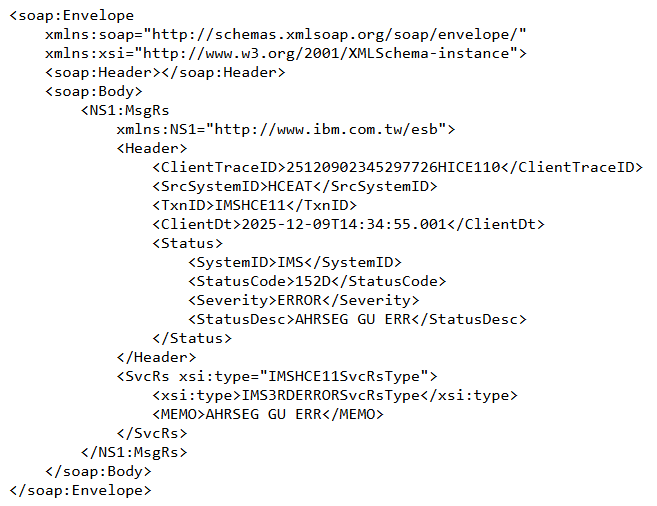 <soap:Envelope
xmlns:soap="http://schemas.xmlsoap.org/soap/envelope/"
xmlns:xsi="http://www.w3.org/2001/XMLSchema-instance">
<soap:Header></soap:Header>
<soap:Body>
<NS1:MsgRs
xmlns:NS1="http://www.ibm.com.tw/esb">
<Header>
<ClientTraceID>25120902345297726HICE110</ClientTraceID>
<SrcSystemID>HCEAT</SrcSystemID>
<TxnID>IMSHCE11</TxnID>
<ClientDt>2025-12-09T14:34:55.001</ClientDt>
<Status>
<SystemID>IMS</SystemID>
<StatusCode>152D</StatusCode>
<Severity>ERROR</Severity>
<StatusDesc>AHRSEG GU ERR</StatusDesc>
</Status>
</Header>
<SvcRs xsi:type="IMSHCE11SvcRsType">
<xsi:type>IMS3RDERRORSvcRsType</xsi:type>
<MEMO>AHRSEG GU ERR</MEMO>
</SvcRs>
</NS1:MsgRs>
</soap:Body>
</soap:Envelope>